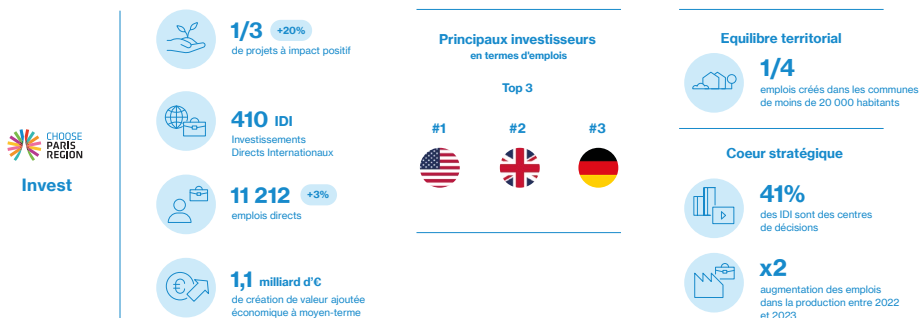 CHOOSE
PARIS
REGION
Invest
1/3 +20%
de projets à impact positif
410 IDI
Investissements
Directs Internationaux
11 212 +3%
emplois directs
1,1 milliard d'€
de création de valeur ajoutée
économique à moyen-terme
Principaux investisseurs
en termes d'emplois
Top 3
#1 #2 #3
Equilibre territorial
1/4
emplois créés dans les communes
de moins de 20 000 habitants
Coeur stratégique
41%
des IDI sont des centres
de décisions
x2
augmentation des emplois
dans la production entre 2022
et 2023